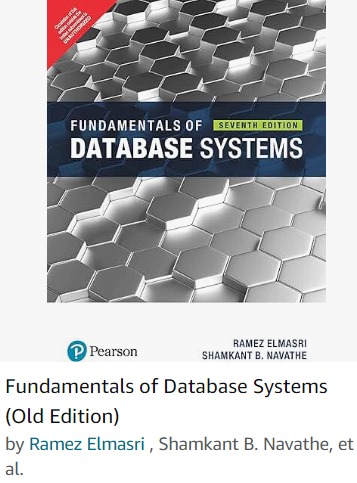 FUNDAMENTALS OF SEVENTH EDITION
DATABASE SYSTEMS
Pearson
RAMEZ ELMASRI
SHAMKANT B. NAVATHE
Fundamentals of Database Systems
(Old Edition)
by Ramez Elmasri , Shamkant B. Navathe, et
al.